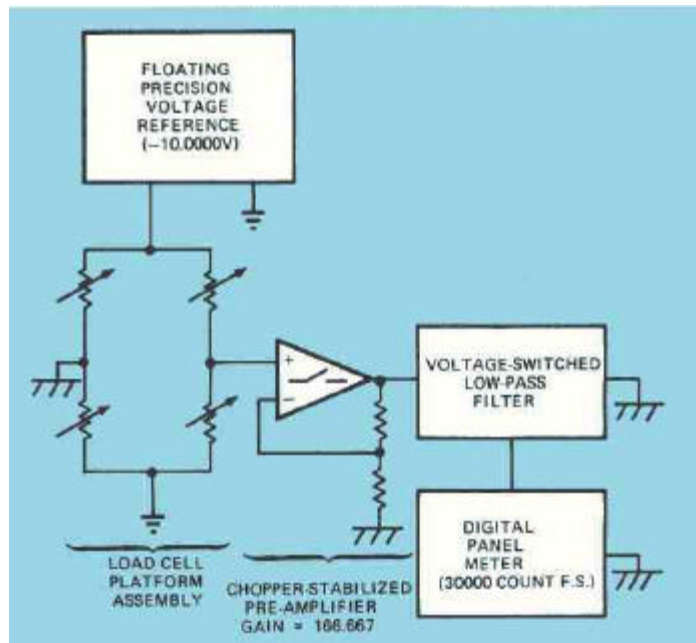 FLOATING
PRECISION
VOLTAGE
REFERENCE
(−10.0000V)
+
−
VOLTAGE-SWITCHED
LOW-PASS
FILTER
DIGITAL
PANEL
METER
(30000 COUNT F.S.)
LOAD CELL
PLATFORM
ASSEMBLY
CHOPPER-STABILIZED
PRE-AMPLIFIER
GAIN = 166.667